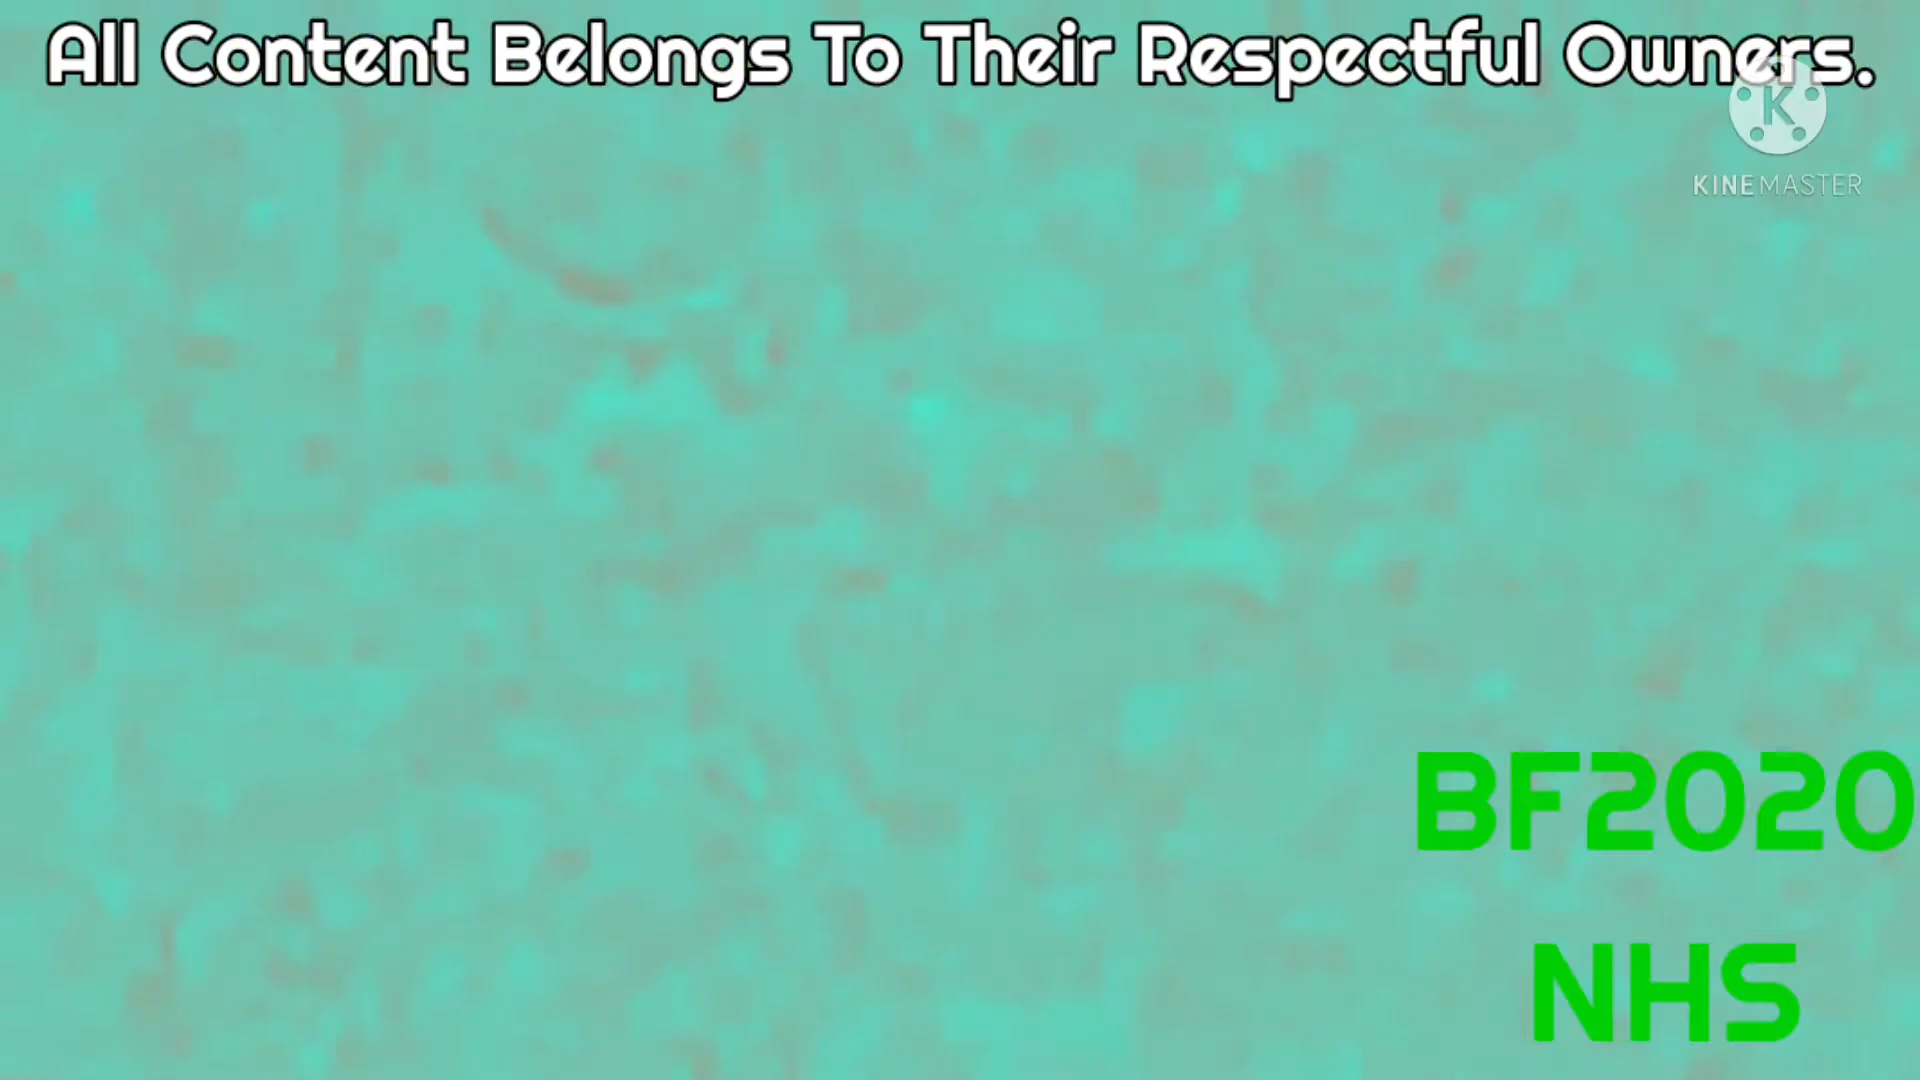 All Content Belongs To Their Respectful Owners.
K
KINEMASTER
BF2020
NHS